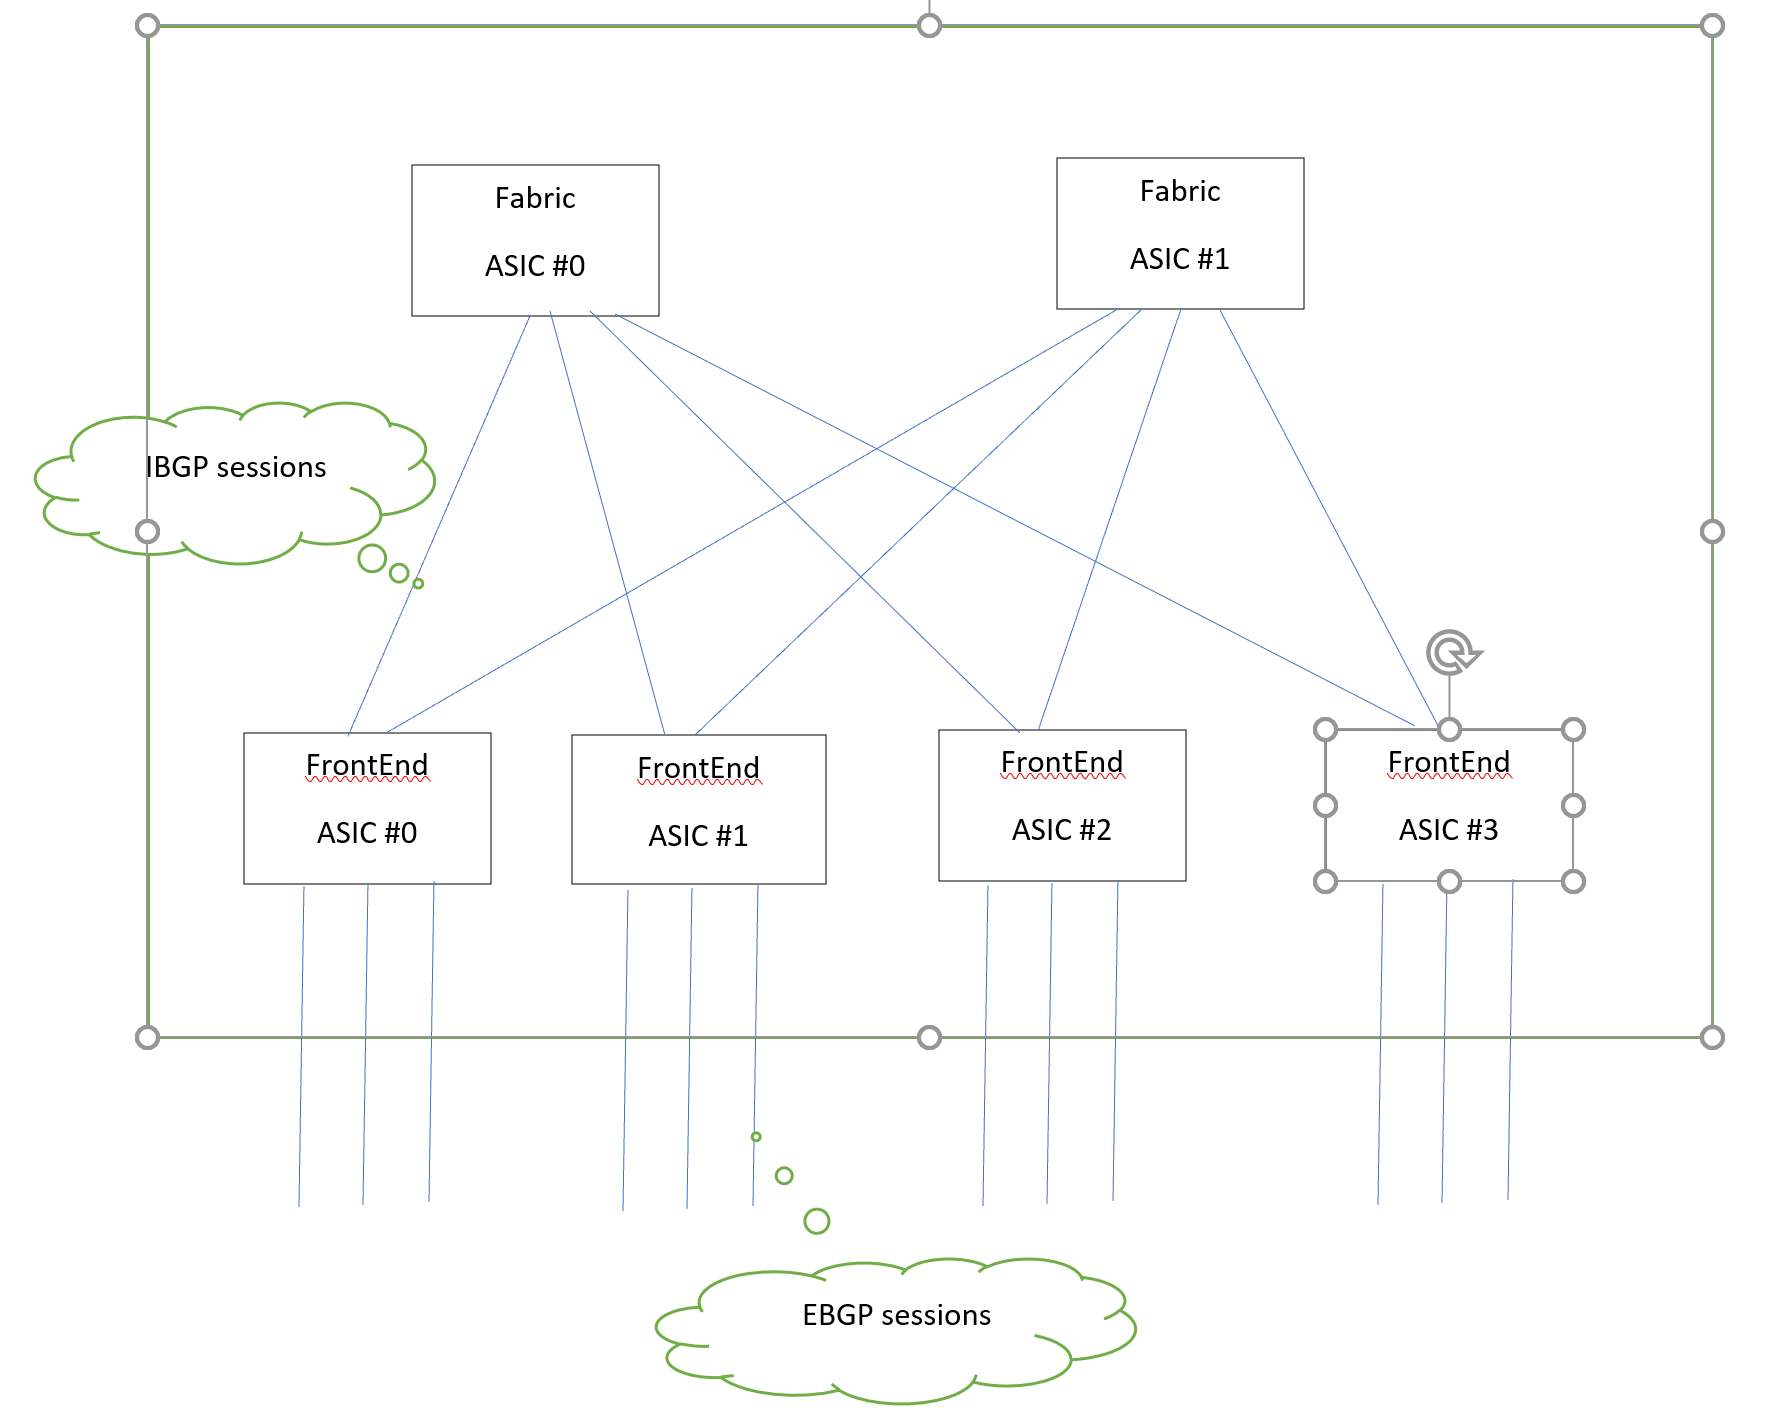 Fabric
ASIC #0
Fabric
ASIC #1
IBGP sessions
FrontEnd
ASIC #0
FrontEnd
ASIC #1
FrontEnd
ASIC #2
FrontEnd
ASIC #3
EBGP sessions